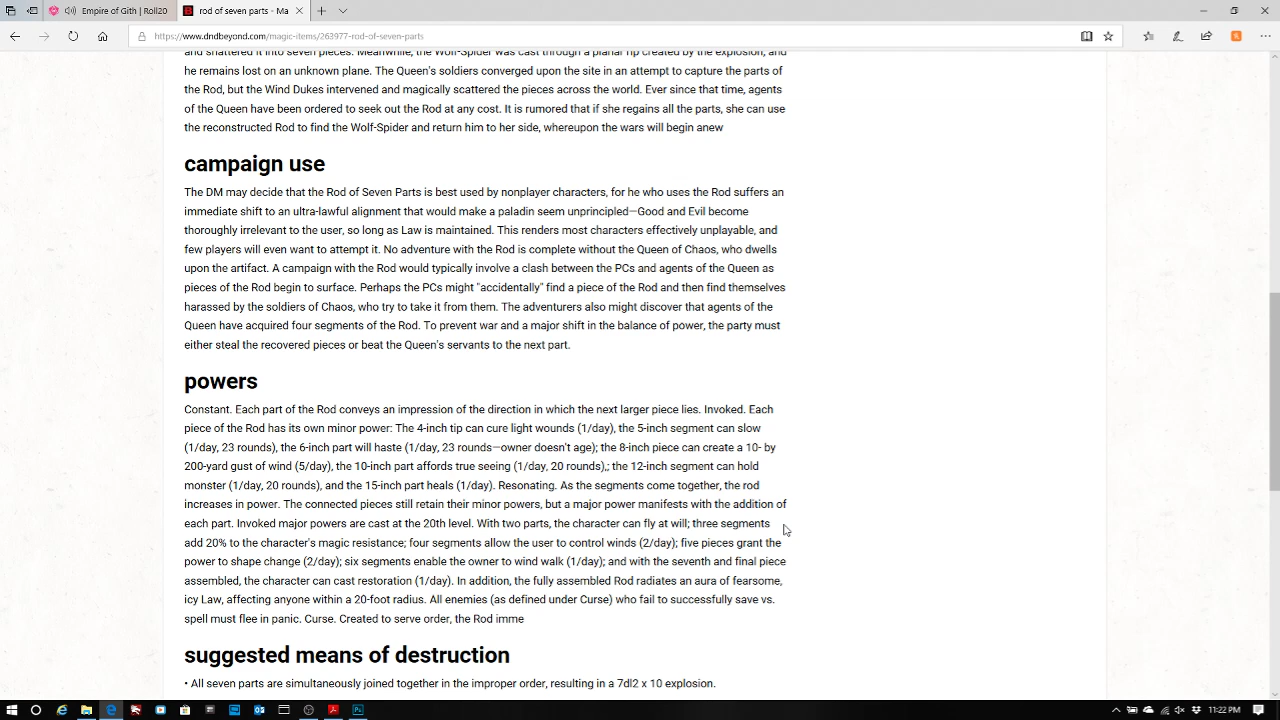 Empire of Gith | Roll20
rod of seven parts - Ma
https://www.dndbeyond.com/magic-items/263977-rod-of-seven-parts
and shattered it into seven pieces. Meanwhile, the Wolf-Spider was cast through a planar rip created by the explosion, and
he remains lost on an unknown plane. The Queen's soldiers converged upon the site in an attempt to capture the parts of
the Rod, but the Wind Dukes intervened and magically scattered the pieces across the world. Ever since that time, agents
of the Queen have been ordered to seek out the Rod at any cost. It is rumored that if she regains all the parts, she can use
the reconstructed Rod to find the Wolf-Spider and return him to her side, whereupon the wars will begin anew
campaign use
The DM may decide that the Rod of Seven Parts is best used by nonplayer characters, for he who uses the Rod suffers an
immediate shift to an ultra-lawful alignment that would make a paladin seem unprincipled—Good and Evil become
thoroughly irrelevant to the user, so long as Law is maintained. This renders most characters effectively unplayable, and
few players will even want to attempt it. No adventure with the Rod is complete without the Queen of Chaos, who dwells
upon the artifact. A campaign with the Rod would typically involve a clash between the PCs and agents of the Queen as
pieces of the Rod begin to surface. Perhaps the PCs might "accidentally" find a piece of the Rod and then find themselves
harassed by the soldiers of Chaos, who try to take it from them. The adventurers also might discover that agents of the
Queen have acquired four segments of the Rod. To prevent war and a major shift in the balance of power, the party must
either steal the recovered pieces or beat the Queen's servants to the next part.
powers
Constant. Each part of the Rod conveys an impression of the direction in which the next larger piece lies. Invoked. Each
piece of the Rod has its own minor power: The 4-inch tip can cure light wounds (1/day), the 5-inch segment can slow
(1/day, 23 rounds), the 6-inch part will haste (1/day, 23 rounds—owner doesn't age); the 8-inch piece can create a 10- by
200-yard gust of wind (5/day), the 10-inch part affords true seeing (1/day, 20 rounds),; the 12-inch segment can hold
monster (1/day, 20 rounds), and the 15-inch part heals (1/day). Resonating. As the segments come together, the rod
increases in power. The connected pieces still retain their minor powers, but a major power manifests with the addition of
each part. Invoked major powers are cast at the 20th level. With two parts, the character can fly at will; three segments
add 20% to the character's magic resistance; four segments allow the user to control winds (2/day); five pieces grant the
power to shape change (2/day); six segments enable the owner to wind walk (1/day); and with the seventh and final piece
assembled, the character can cast restoration (1/day). In addition, the fully assembled Rod radiates an aura of fearsome,
icy Law, affecting anyone within a 20-foot radius. All enemies (as defined under Curse) who fail to successfully save vs.
spell must flee in panic. Curse. Created to serve order, the Rod imme
suggested means of destruction
• All seven parts are simultaneously joined together in the improper order, resulting in a 7dl2 x 10 explosion.
11:22 PM